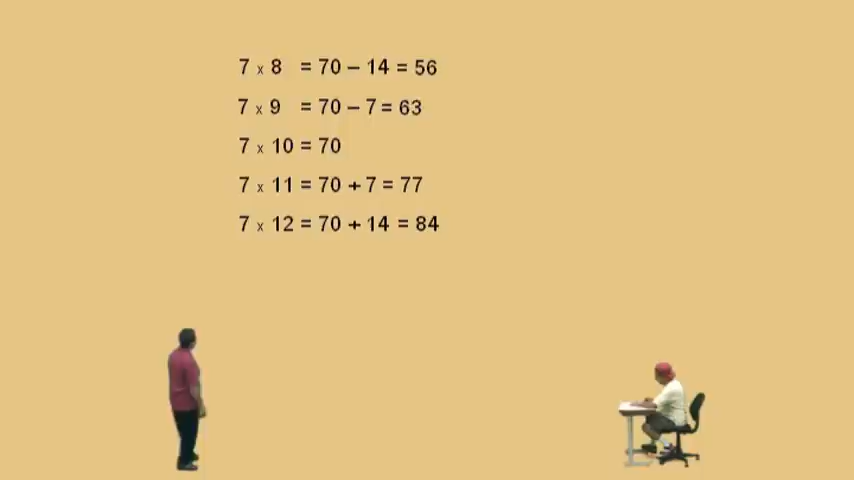 7 x 8 = 70 – 14 = 56
7 x 9 = 70 – 7 = 63
7 x 10 = 70
7 x 11 = 70 + 7 = 77
7 x 12 = 70 + 14 = 84